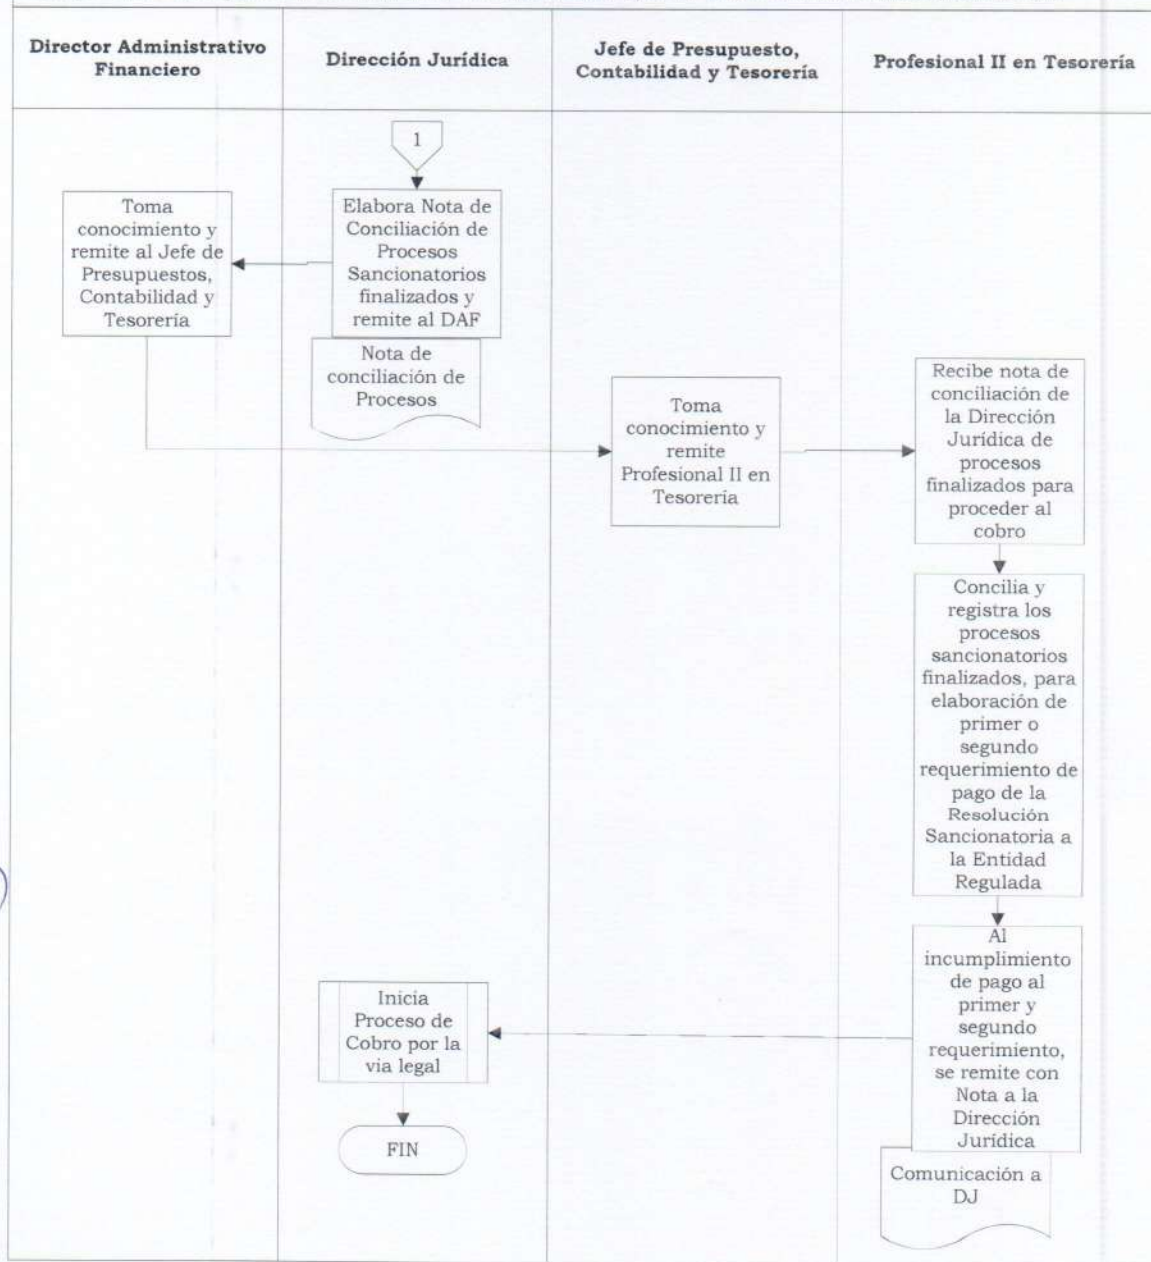 Director Administrativo
Financiero
Dirección Jurídica
Jefe de Presupuesto,
Contabilidad y Tesorería
Profesional II en Tesorería
1
Elabora Nota de
Conciliación de
Procesos
Sancionatorios
finalizados y
remite al DAF
Nota de
conciliación de
Procesos
Toma
conocimiento y
remite al Jefe de
Presupuestos,
Contabilidad y
Tesorería
Toma
conocimiento y
remite
Profesional II en
Tesorería
Recibe nota de
conciliación de
la Dirección
Jurídica de
procesos
finalizados para
proceder al
cobro
Concilia y
registra los
procesos
sancionatorios
finalizados, para
elaboración de
primer o
segundo
requerimiento de
pago de la
Resolución
Sancionatoria a
la Entidad
Regulada
Al
incumplimiento
de pago al
primer y
segundo
requerimiento,
se remite con
Nota a la
Dirección
Jurídica
Comunicación a
DJ
Inicia
Proceso de
Cobro por la
via legal
FIN